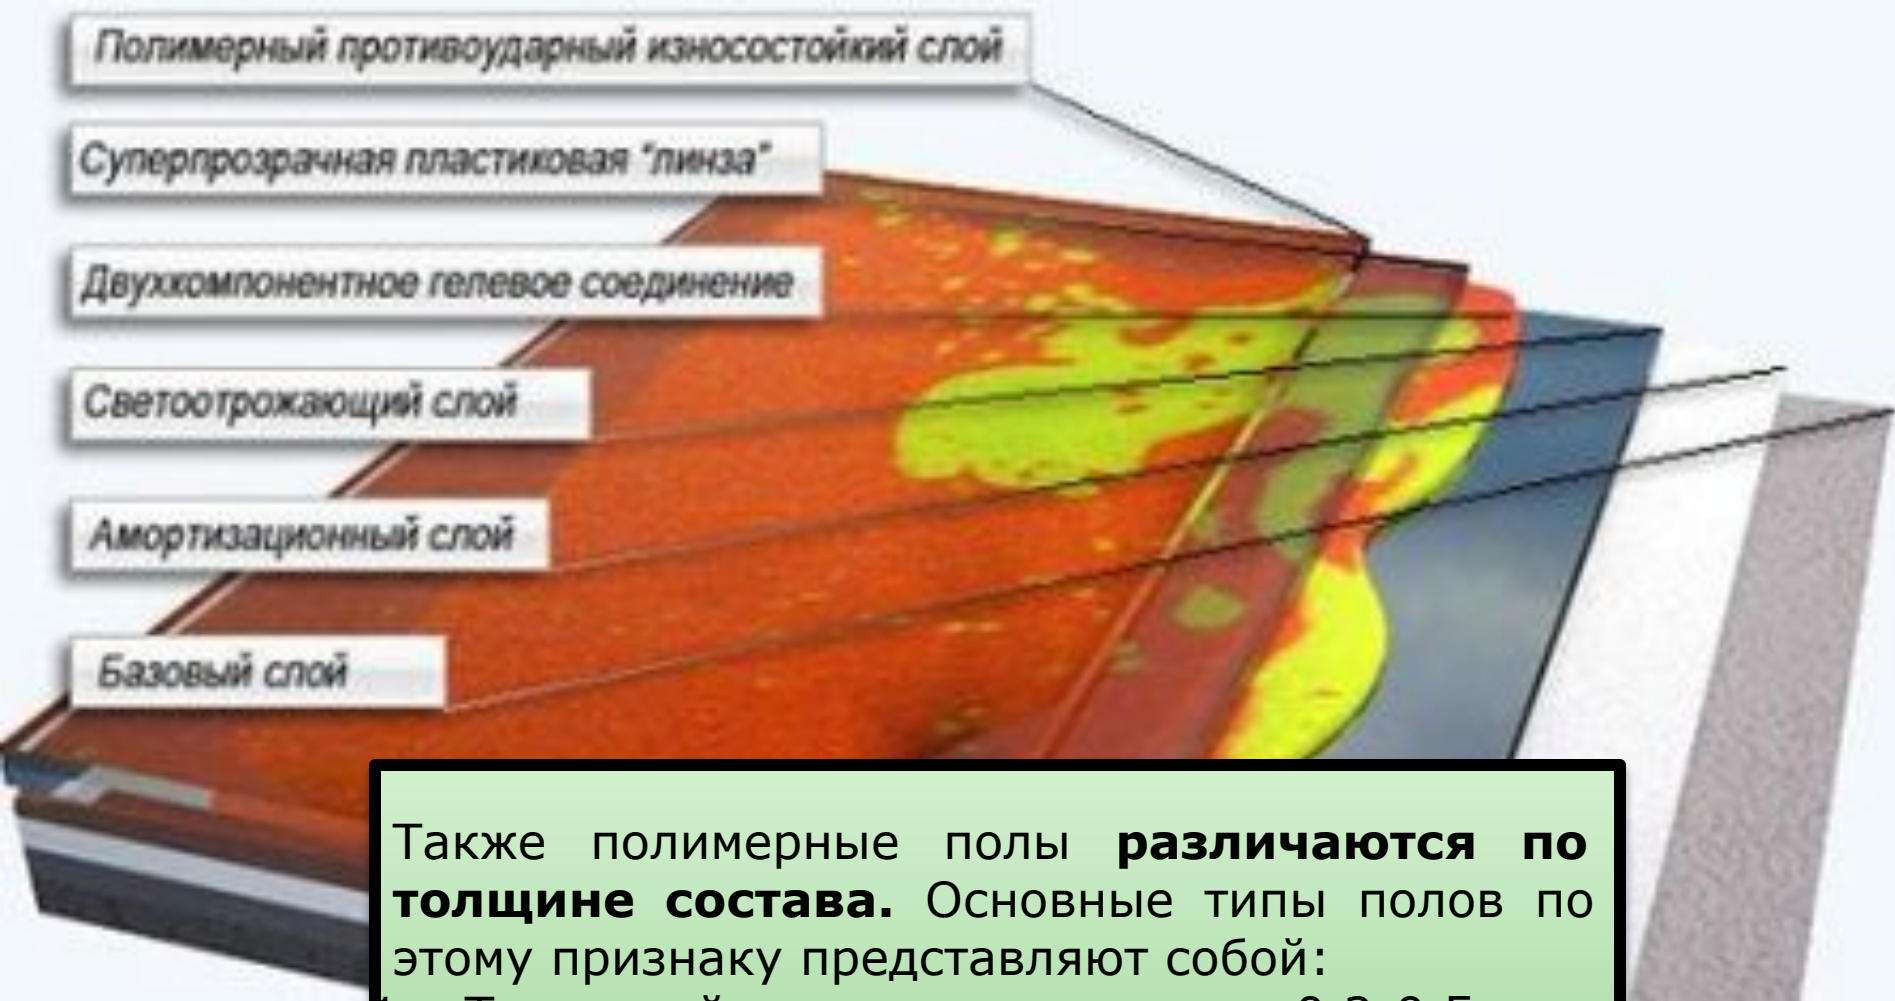 Полимерный противоударный износостойкий слой
Суперпрозрачная пластиковая "линза"
Двухкомпонентное гелевое соединение
Светоотрожающий слой
Амортизационный слой
Базовый слой
Также полимерные полы различаются по
толщине состава. Основные типы полов по
этому признаку представляют собой: